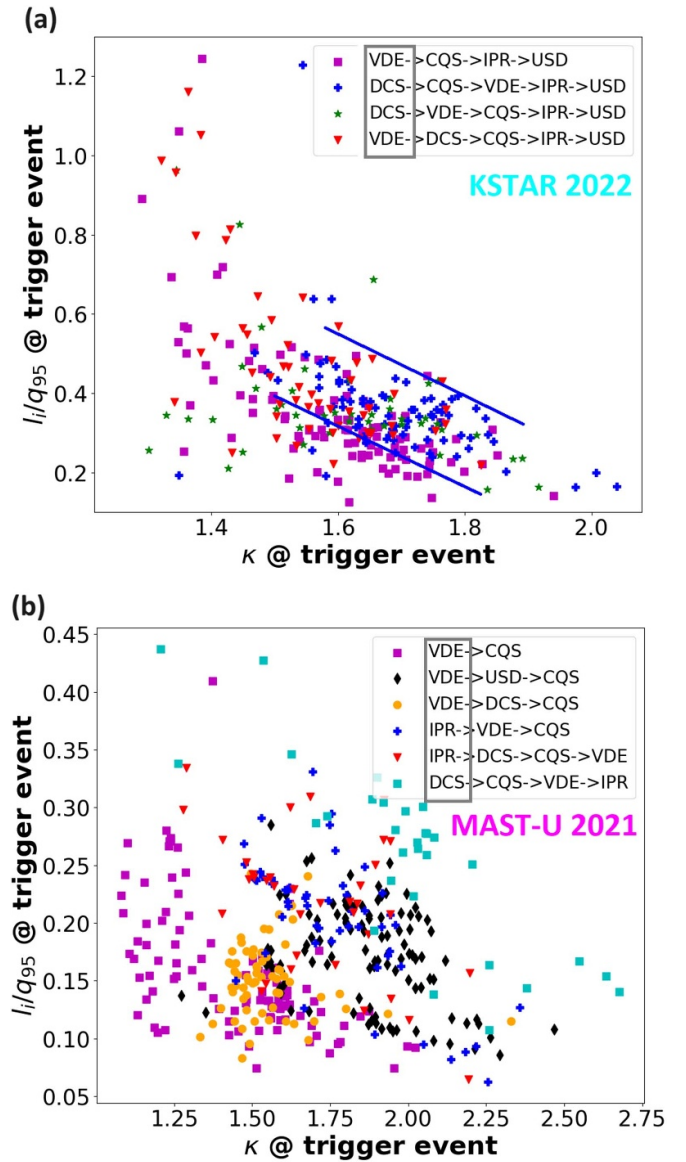 (a)
VDE->CQS->IPR->USD
DCS->CQS->VDE->IPR->USD
DCS->VDE->CQS->IPR->USD
VDE->DCS->CQS->IPR->USD
KSTAR 2022
1.2
1.0
0.8
0.6
0.4
0.2
lᵢ/q₉₅ @ trigger event
1.4 1.6 1.8 2.0
κ @ trigger event
(b)
VDE->CQS
VDE->USD->CQS
VDE->DCS->CQS
IPR->VDE->CQS
IPR->DCS->CQS->VDE
DCS->CQS->VDE->IPR
MAST-U 2021
0.45
0.40
0.35
0.30
0.25
0.20
0.15
0.10
0.05
lᵢ/q₉₅ @ trigger event
1.25 1.50 1.75 2.00 2.25 2.50 2.75
κ @ trigger event